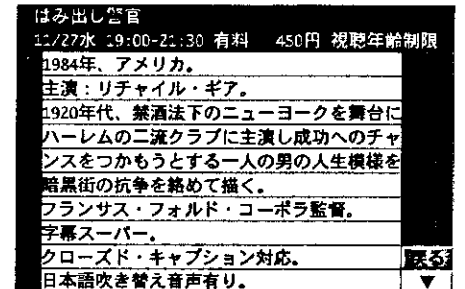 はみ出し警官
11/27水 19:00-21:30 有料 450円 視聴年齢制限
1984年、アメリカ。
主演：リチャイル・ギア。
1920年代、禁酒法下のニューヨークを舞台に
ハーレムの二流クラブに主演し成功へのチャ
ンスをつかもうとする一人の男の人生模様を
暗黒街の抗争を絡めて描く。
フランサス・フォルド・コーポラ監督。
字幕スーパー。
クローズド・キャプション対応。
日本語吹き替え音声有り。
戻る
▼